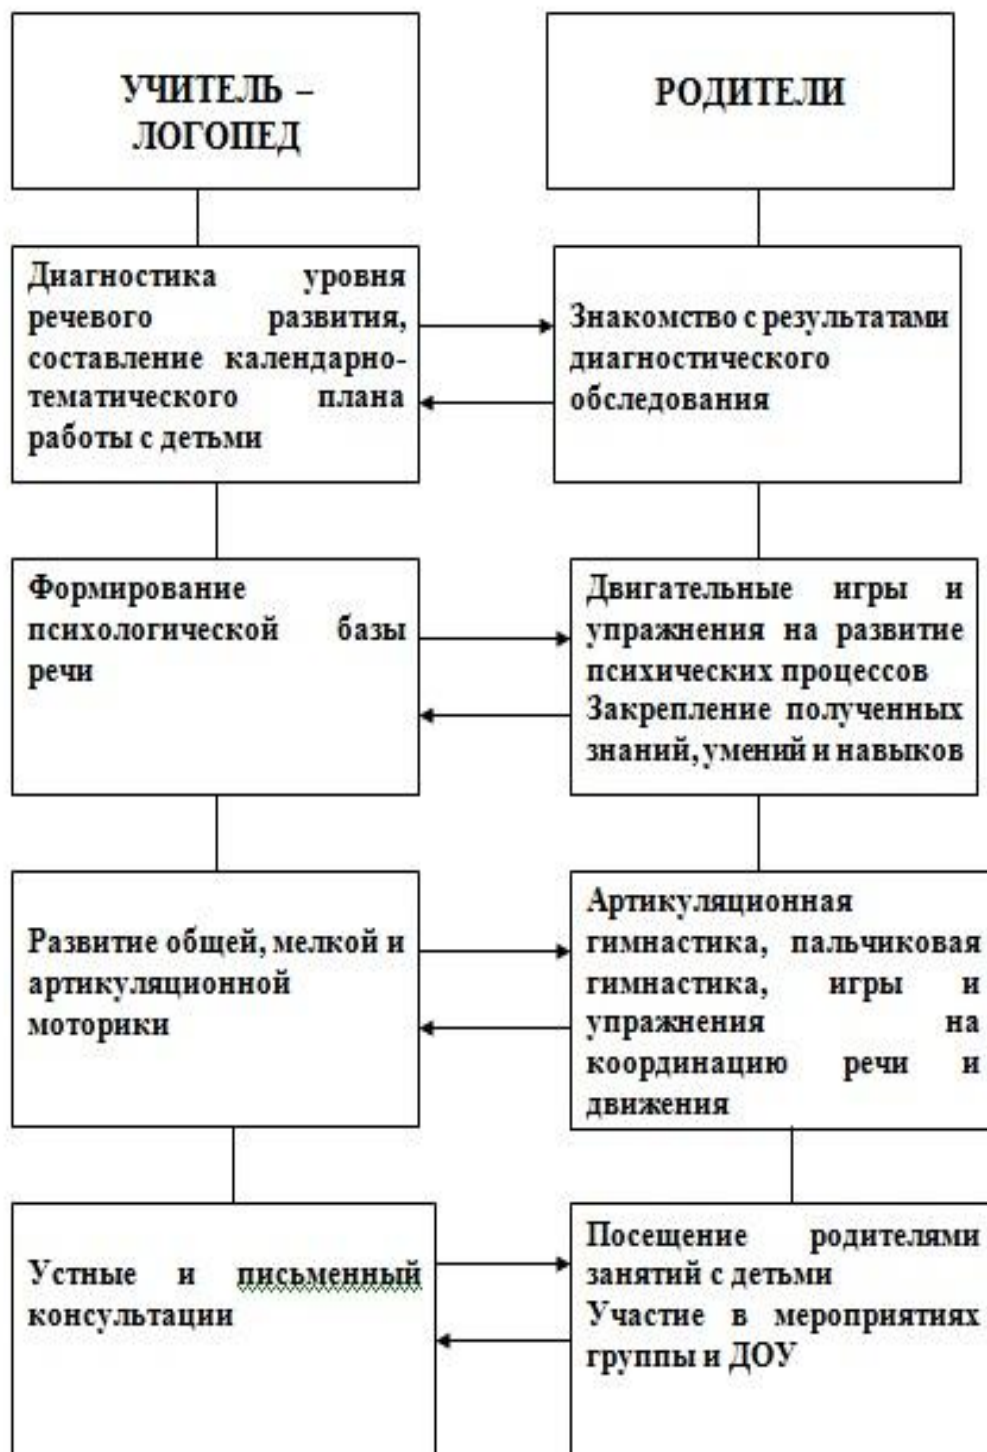 УЧИТЕЛЬ –
ЛОГОПЕД
РОДИТЕЛИ
Диагностика уровня
речевого развития,
составление календарно-
тематического плана
работы с детьми
Знакомство с результатами
диагностического
обследования
Формирование
психологической базы
речи
Двигательные игры и
упражнения на развитие
психических процессов
Закрепление полученных
знаний, умений и навыков
Развитие общей, мелкой и
артикуляционной
моторики
Артикуляционная
гимнастика, пальчиковая
гимнастика, игры и
упражнения на
координацию речи и
движения
Устные и письменный
консультации
Посещение родителями
занятий с детьми
Участие в мероприятиях
группы и ДОУ